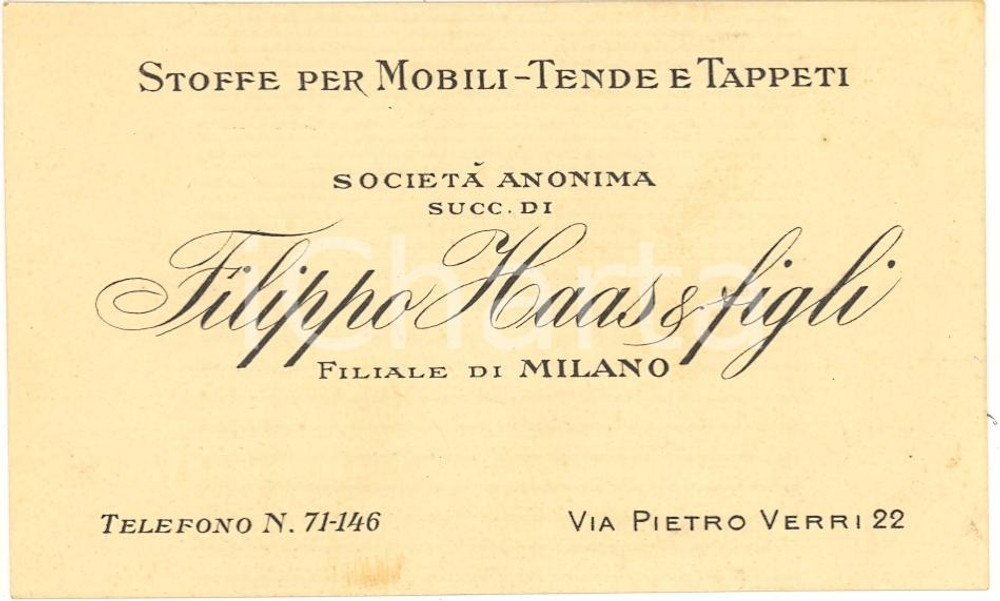 STOFFE PER MOBILI-TENDE E TAPPETI
SOCIETÀ ANONIMA
SUCC. DI
Filippo Haas & figli
FILIALE DI MILANO
TELEFONO N. 71-146
VIA PIETRO VERRI 22
iCharta